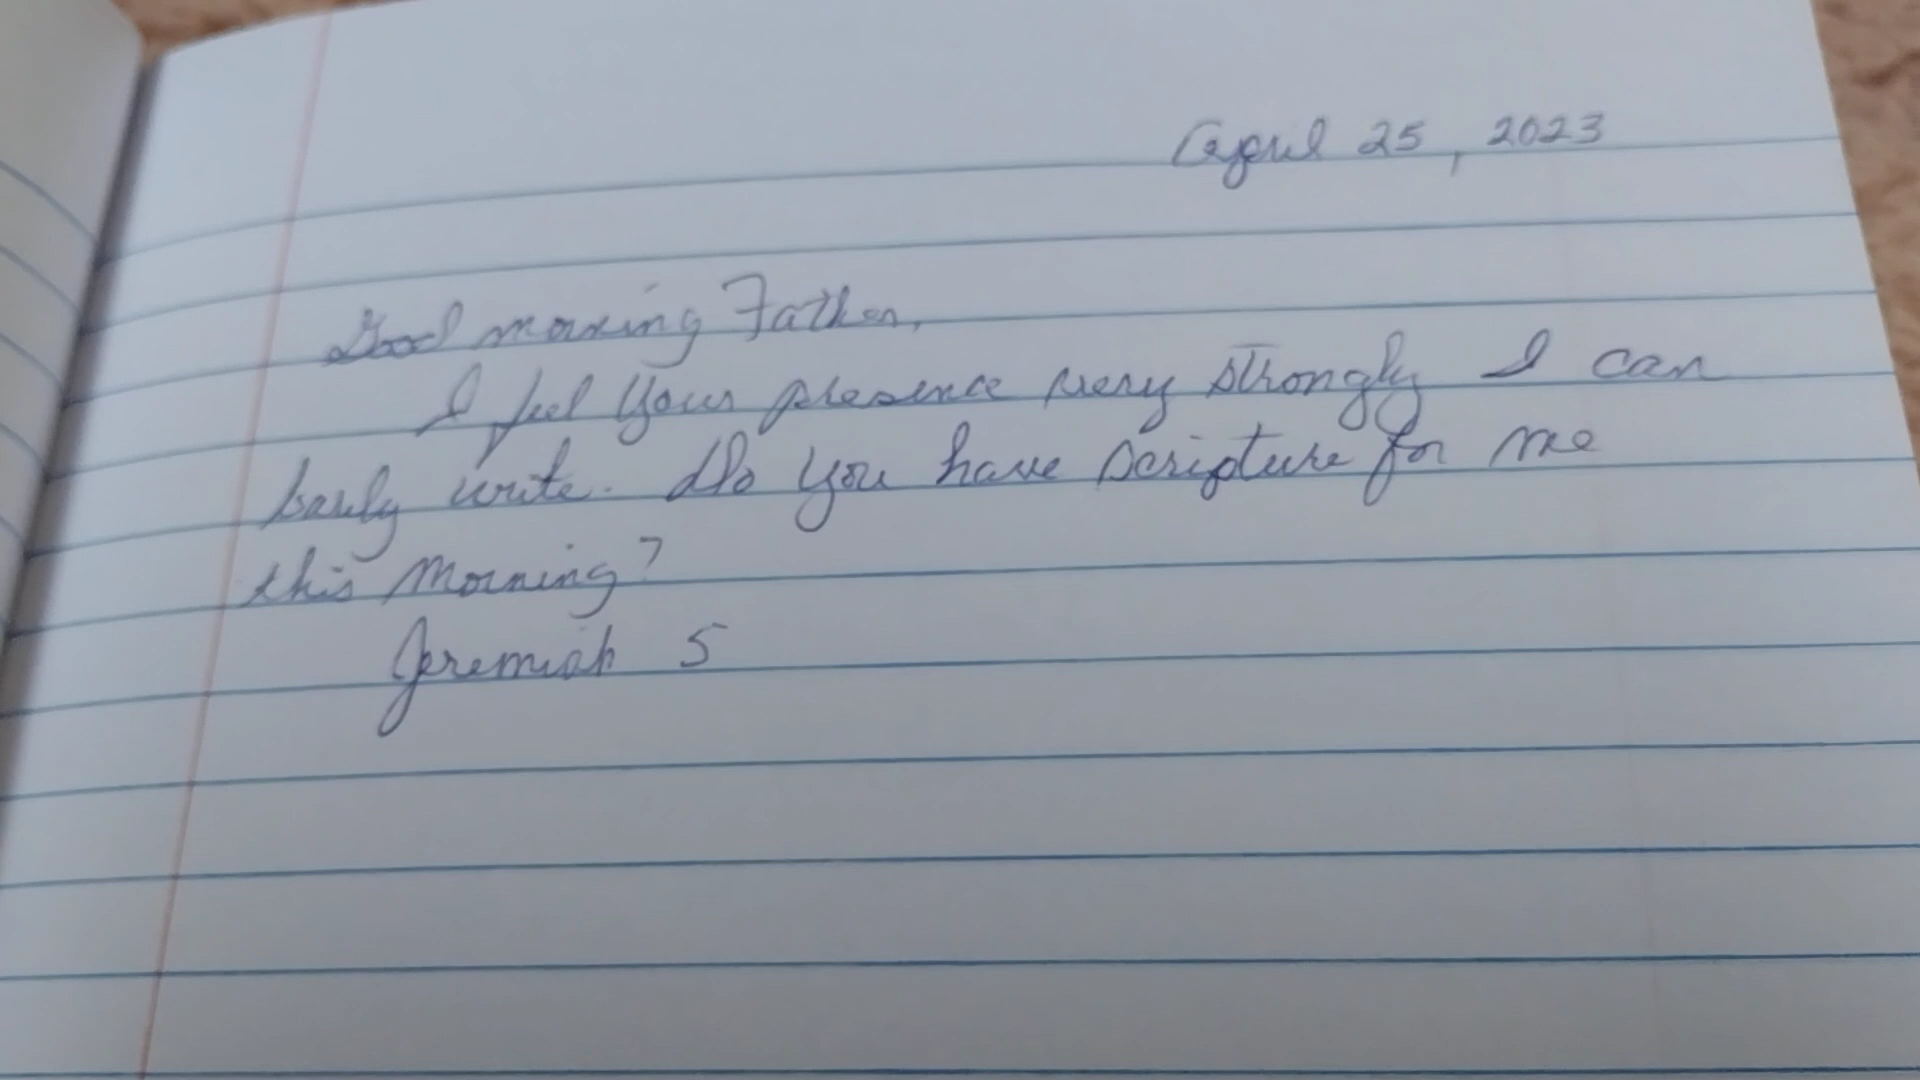 April 25, 2023
Good morning Father,
I feel Your presence very strongly I can
barely write. Do You have scripture for me
this morning?
Jeremiah 5